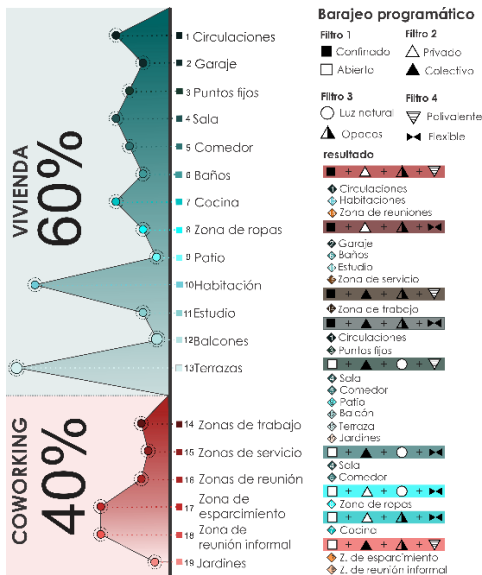 VIVIENDA
60%
1 Circulaciones
2 Garaje
3 Puntos fijos
4 Sala
5 Comedor
6 Baños
7 Cocina
8 Zona de ropas
9 Patio
10 Habitación
11 Estudio
12 Balcones
13 Terrazas
COWORKING
40%
14 Zonas de trabajo
15 Zonas de servicio
16 Zonas de reunión
17 Zona de
esparcimiento
18 Zona de
reunión informal
19 Jardines
Barajeo programático
Filtro 1
Confinado
Abierto
Filtro 2
Privado
Colectivo
Filtro 3
Luz natural
Opacas
Filtro 4
Polivalente
Flexible
resultado
+ + +
Circulaciones
Habitaciones
Zona de reuniones
+ + +
Garaje
Baños
Estudio
Zona de servicio
+ + +
Zona de trabajo
+ + +
Circulaciones
Puntos fijos
+ + +
Sala
Comedor
Patio
Balcón
Terraza
Jardines
+ + +
Sala
Comedor
+ + +
Zona de ropas
+ + +
Cocina
+ + +
Z. de esparcimiento
Z. de reunión informal